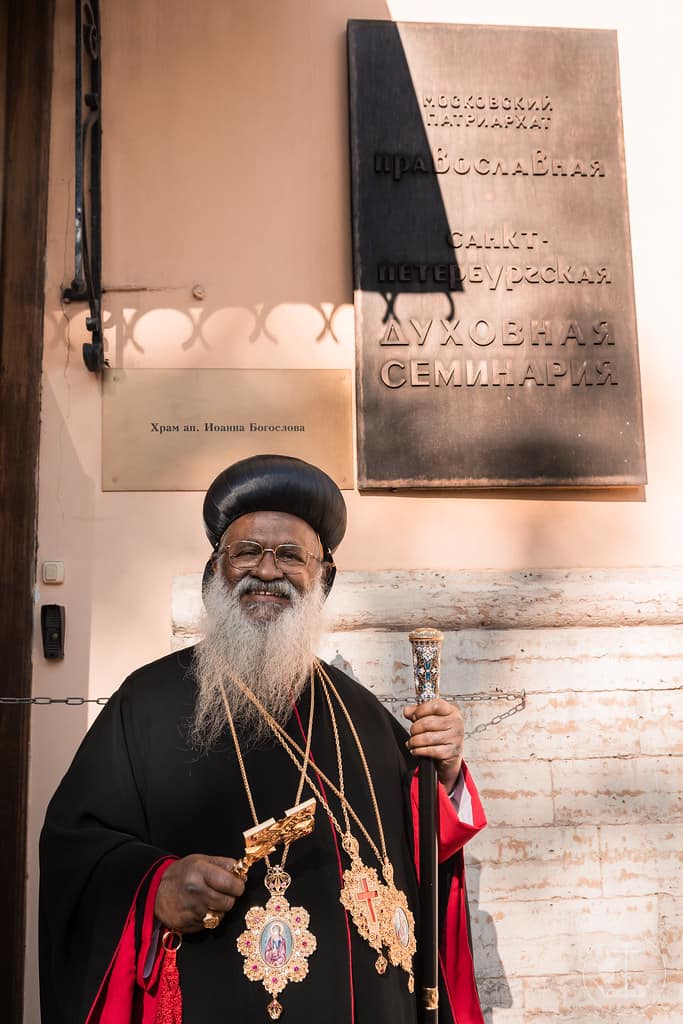 МОСКОВСКИЙ
ПАТРИАРХАТ
ПРАВОСЛАВНАЯ
САНКТ-
ПЕТЕРБУРГСКАЯ
ДУХОВНАЯ
СЕМИНАРИЯ
Храм ап. Иоанна Богослова